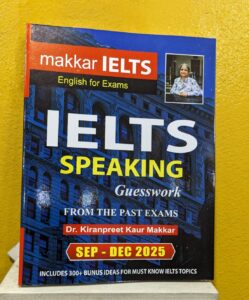 makkar IELTS
English for Exams
IELTS
SPEAKING
Guesswork
FROM THE PAST EXAMS
Dr. Kiranpreet Kaur Makkar
SEP - DEC 2025
INCLUDES 300+ BUNUS IDEAS FOR MUST KNOW IELTS TOPICS